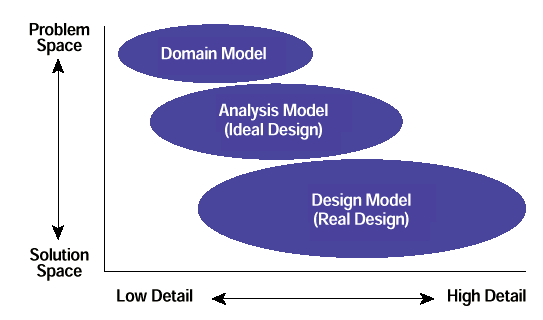 Problem
Space
Domain Model
Analysis Model
(Ideal Design)
Design Model
(Real Design)
Solution
Space
Low Detail
High Detail